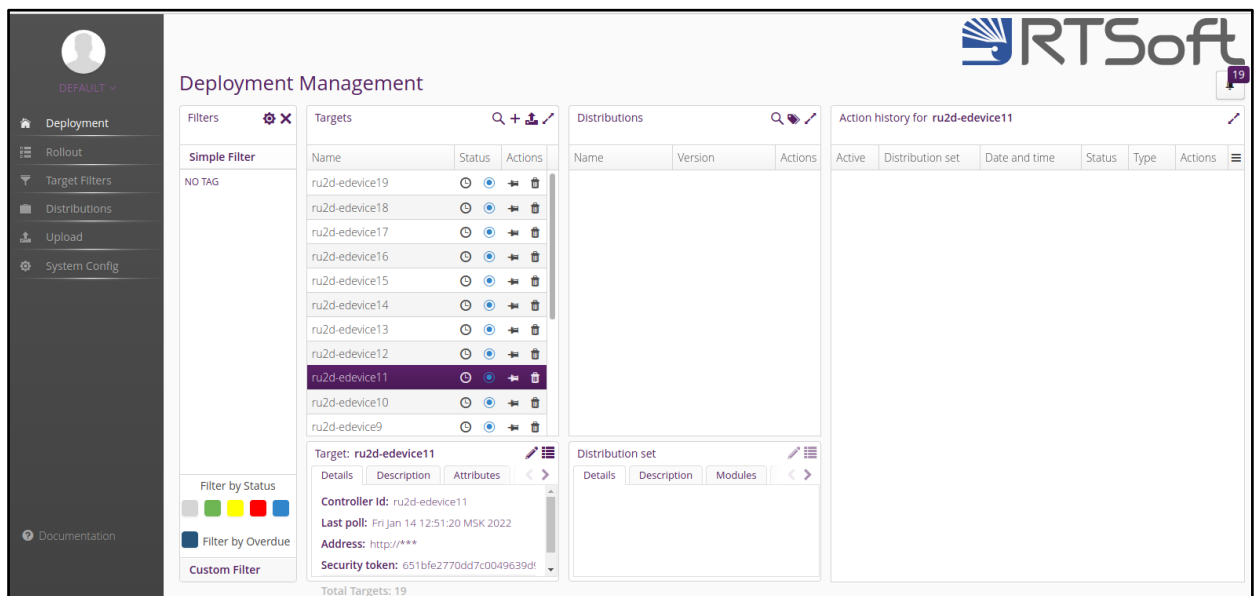 RTSoft
DEFAULT
19
Deployment Management
Deployment
Rollout
Target Filters
Distributions
Upload
System Config
Documentation
Filters
Simple Filter
NO TAG
Filter by Status
Filter by Overdue
Custom Filter
Targets
Name Status Actions
ru2d-edevice19
ru2d-edevice18
ru2d-edevice17
ru2d-edevice16
ru2d-edevice15
ru2d-edevice14
ru2d-edevice13
ru2d-edevice12
ru2d-edevice11
ru2d-edevice10
ru2d-edevice9
Target: ru2d-edevice11
Details Description Attributes
Controller Id: ru2d-edevice11
Last poll: Fri Jan 14 12:51:20 MSK 2022
Address: http://***
Security token: 651bfe2770dd7c0049639d9
Total Targets: 19
Distributions
Name Version Actions
Distribution set
Details Description Modules
Action history for ru2d-edevice11
Active Distribution set Date and time Status Type Actions